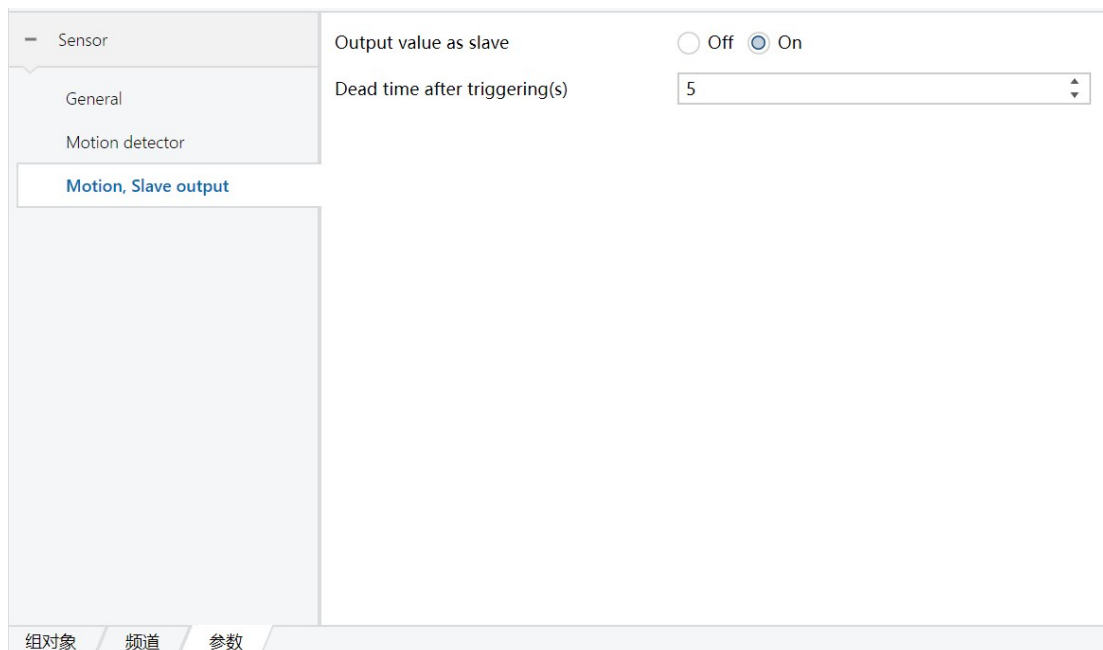 − Sensor
General
Motion detector
Motion, Slave output
Output value as slave Off On
Dead time after triggering(s) 5
组对象 频道 参数